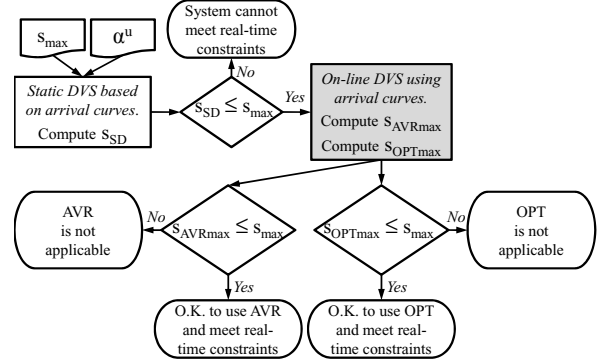 System cannot
meet real-time
constraints
s_max
α^u
Static DVS based
on arrival curves.
Compute s_SD
No
s_SD ≤ s_max
Yes
On-line DVS using
arrival curves.
Compute s_AVRmax
Compute s_OPTmax
AVR
is not
applicable
No
s_AVRmax ≤ s_max
s_OPTmax ≤ s_max
No
OPT
is not
applicable
Yes
Yes
O.K. to use AVR
and meet real-
time constraints
O.K. to use OPT
and meet real-
time constraints